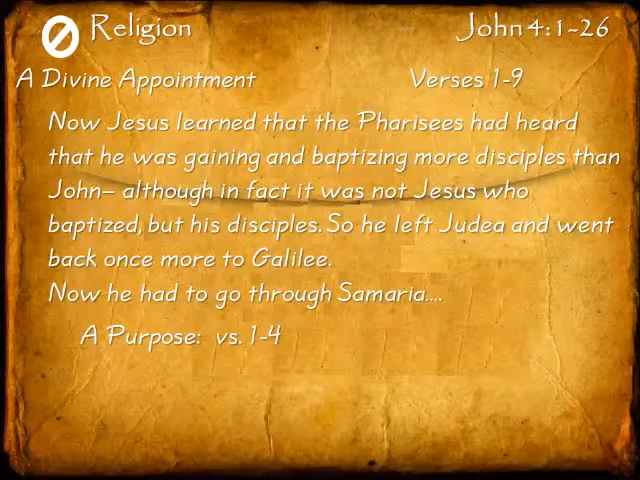 Religion
John 4:1-26
A Divine Appointment
Verses 1-9
Now Jesus learned that the Pharisees had heard
that he was gaining and baptizing more disciples than
John– although in fact it was not Jesus who
baptized, but his disciples. So he left Judea and went
back once more to Galilee.
Now he had to go through Samaria....
A Purpose: vs. 1-4